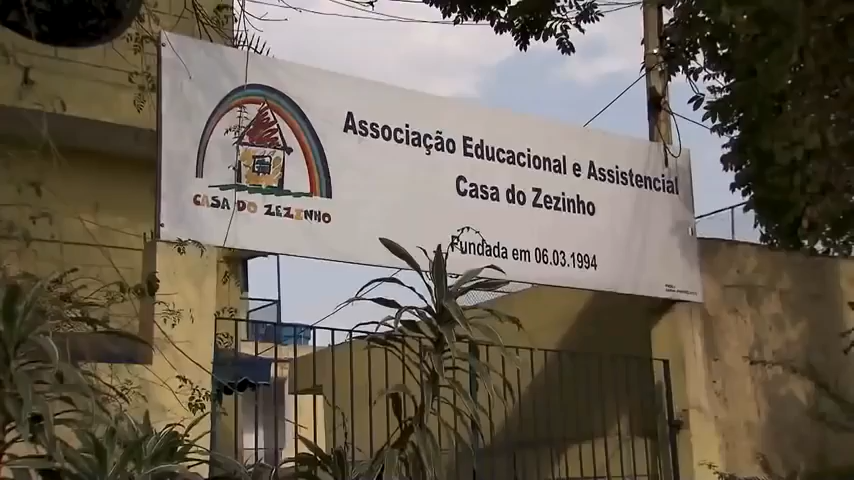 CASA DO ZEZINHO
Associação Educacional e Assistencial
Casa do Zezinho
Fundada em 06.03.1994